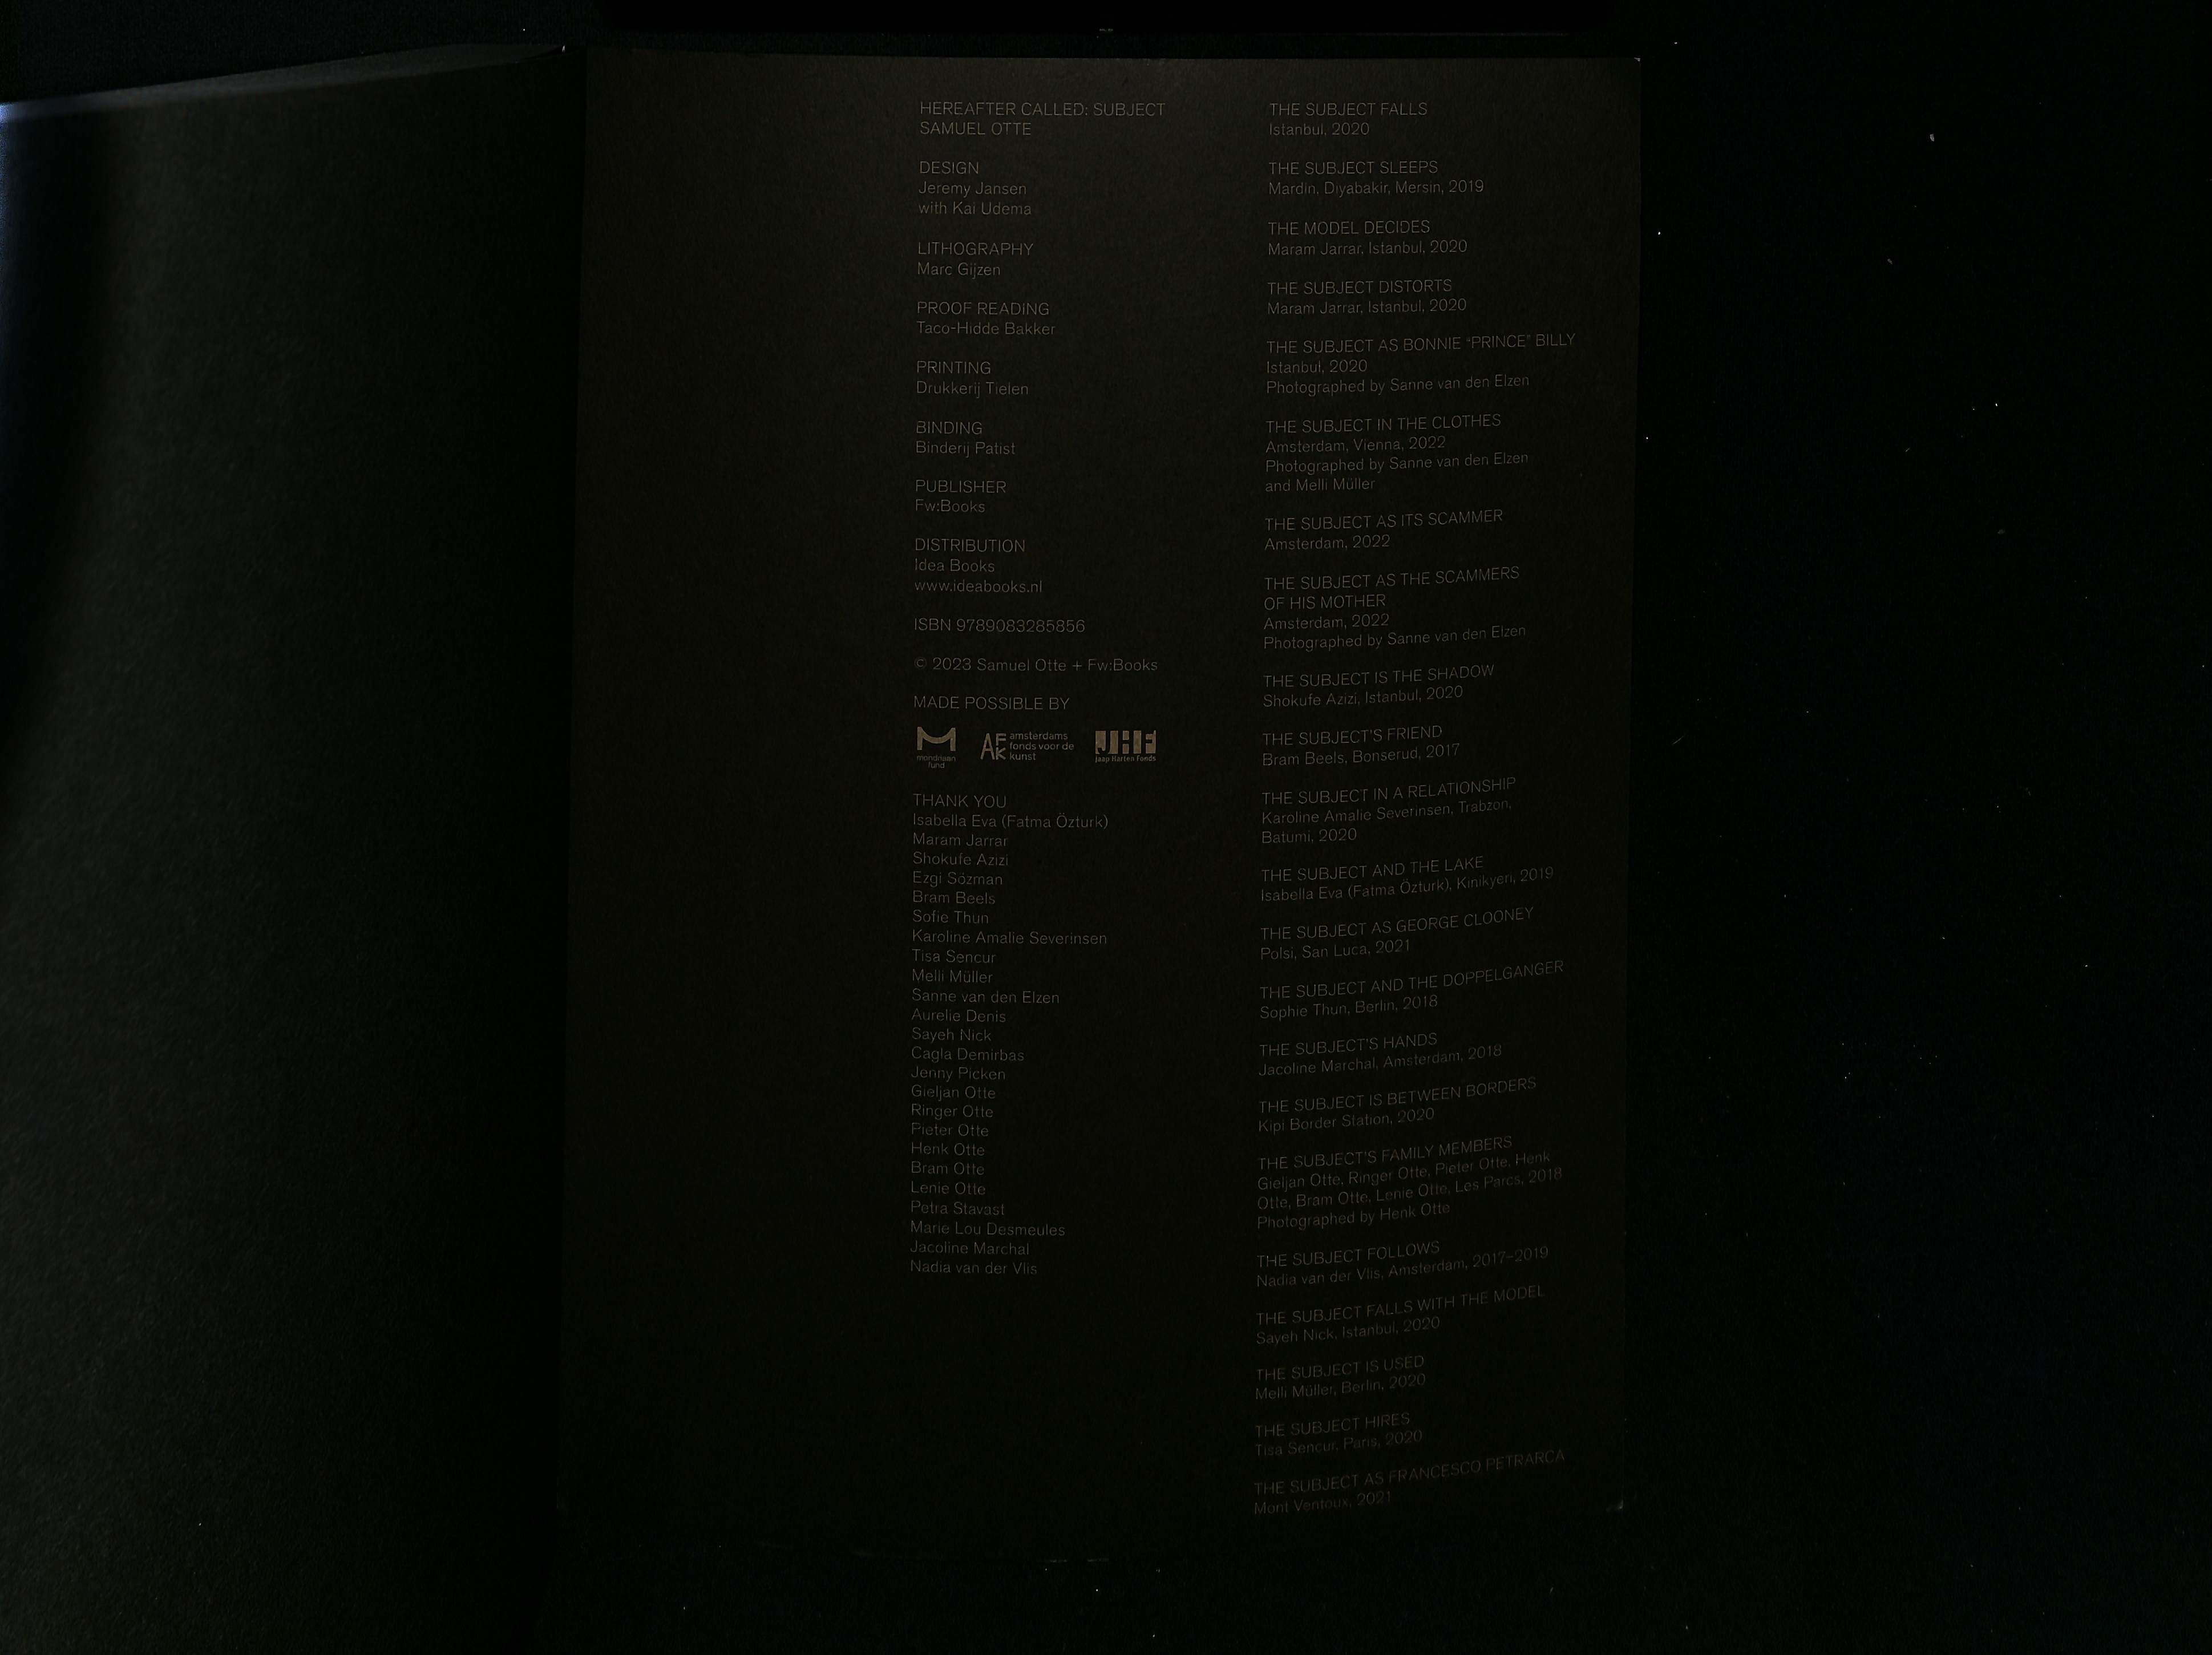 HEREAFTER CALLED: SUBJECT
SAMUEL OTTE
DESIGN
Jeremy Jansen
with Kai Udema
LITHOGRAPHY
Marc Gijzen
PROOF READING
Taco-Hidde Bakker
PRINTING
Drukkerij Tielen
BINDING
Binderij Patist
PUBLISHER
Fw:Books
DISTRIBUTION
Idea Books
www.ideabooks.nl
ISBN 9789083285856
© 2023 Samuel Otte + Fw:Books
MADE POSSIBLE BY
mondriaan
fund
AFK
amsterdams
fonds voor de
kunst
JHF
Jaap Harten Fonds
THANK YOU
Isabella Eva (Fatma Özturk)
Maram Jarrar
Shokufe Azizi
Ezgi Sözman
Bram Beels
Sofie Thun
Karoline Amalie Severinsen
Tisa Sencur
Melli Müller
Sanne van den Elzen
Aurelie Denis
Sayeh Nick
Cagla Demirbas
Jenny Picken
Gieljan Otte
Ringer Otte
Pieter Otte
Henk Otte
Bram Otte
Lenie Otte
Petra Stavast
Marie Lou Desmeules
Jacoline Marchal
Nadia van der Vlis
THE SUBJECT FALLS
Istanbul, 2020
THE SUBJECT SLEEPS
Mardin, Diyabakir, Mersin, 2019
THE MODEL DECIDES
Maram Jarrar, Istanbul, 2020
THE SUBJECT DISTORTS
Maram Jarrar, Istanbul, 2020
THE SUBJECT AS BONNIE “PRINCE” BILLY
Istanbul, 2020
Photographed by Sanne van den Elzen
THE SUBJECT IN THE CLOTHES
Amsterdam, Vienna, 2022
Photographed by Sanne van den Elzen
and Melli Müller
THE SUBJECT AS ITS SCAMMER
Amsterdam, 2022
THE SUBJECT AS THE SCAMMERS
OF HIS MOTHER
Amsterdam, 2022
Photographed by Sanne van den Elzen
THE SUBJECT IS THE SHADOW
Shokufe Azizi, Istanbul, 2020
THE SUBJECT’S FRIEND
Bram Beels, Bonserud, 2017
THE SUBJECT IN A RELATIONSHIP
Karoline Amalie Severinsen, Trabzon,
Batumi, 2020
THE SUBJECT AND THE LAKE
Isabella Eva (Fatma Özturk), Kinikyeri, 2019
THE SUBJECT AS GEORGE CLOONEY
Polsi, San Luca, 2021
THE SUBJECT AND THE DOPPELGANGER
Sophie Thun, Berlin, 2018
THE SUBJECT’S HANDS
Jacoline Marchal, Amsterdam, 2018
THE SUBJECT IS BETWEEN BORDERS
Kipi Border Station, 2020
THE SUBJECT’S FAMILY MEMBERS
Gieljan Otte, Ringer Otte, Pieter Otte, Henk
Otte, Bram Otte, Lenie Otte, Les Parcs, 2018
Photographed by Henk Otte
THE SUBJECT FOLLOWS
Nadia van der Vlis, Amsterdam, 2017–2019
THE SUBJECT FALLS WITH THE MODEL
Sayeh Nick, Istanbul, 2020
THE SUBJECT IS USED
Melli Müller, Berlin, 2020
THE SUBJECT HIRES
Tisa Sencur, Paris, 2020
THE SUBJECT AS FRANCESCO PETRARCA
Mont Ventoux, 2021